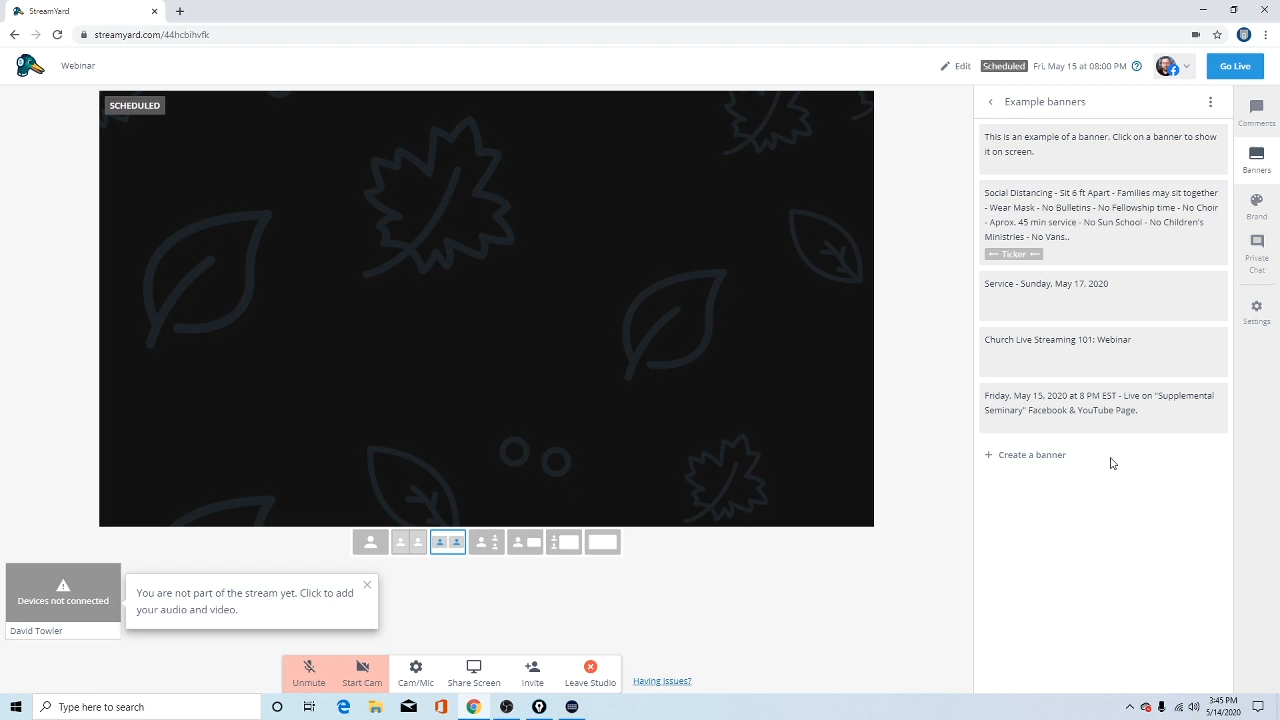 StreamYard
streamyard.com/44hcbihvfk
Webinar
Edit
Scheduled
Fri, May 15 at 08:00 PM
Go Live
SCHEDULED
Example banners
This is an example of a banner. Click on a banner to show
it on screen.
Social Distancing - Sit 6 ft Apart - Families may sit together
- Wear Mask - No Bulletins - No Fellowship time - No Choir
- Aprox. 45 min service - No Sun School - No Children's
Ministries - No Vans..
Ticker
Service - Sunday, May 17, 2020
Church Live Streaming 101: Webinar
Friday, May 15, 2020 at 8 PM EST - Live on "Supplemental
Seminary" Facebook & YouTube Page.
+ Create a banner
Comments
Banners
Brand
Private
Chat
Settings
Devices not connected
David Towler
You are not part of the stream yet. Click to add
your audio and video.
Unmute
Start Cam
Cam/Mic
Share Screen
Invite
Leave Studio
Having issues?
Type here to search
3:45 PM
5/14/2020